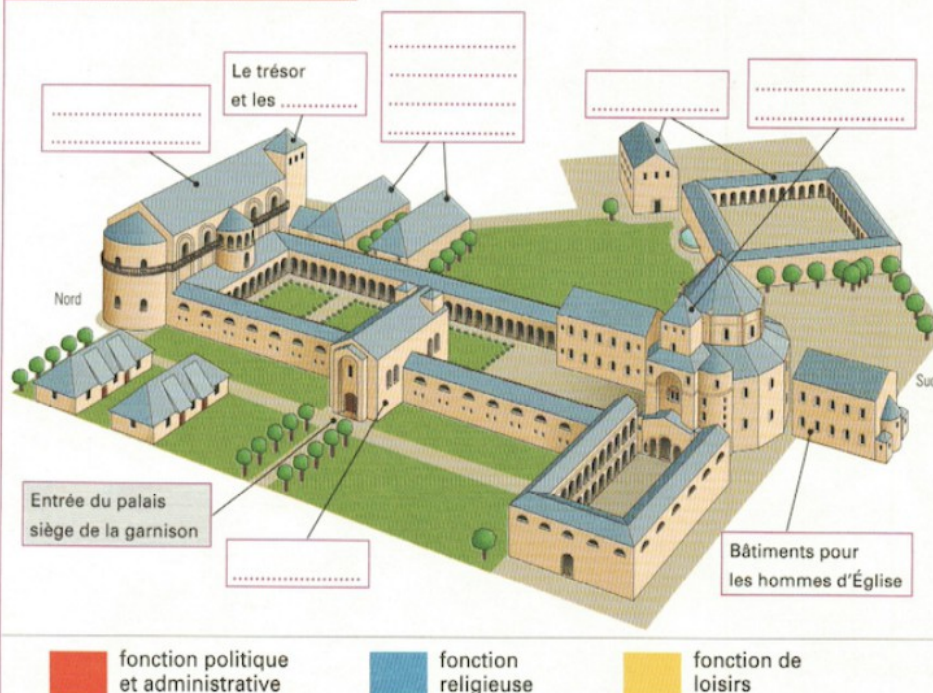 Le trésor
et les ..................
Nord
Sud
Entrée du palais
siège de la garnison
Bâtiments pour
les hommes d'Église
fonction politique
et administrative
fonction
religieuse
fonction de
loisirs